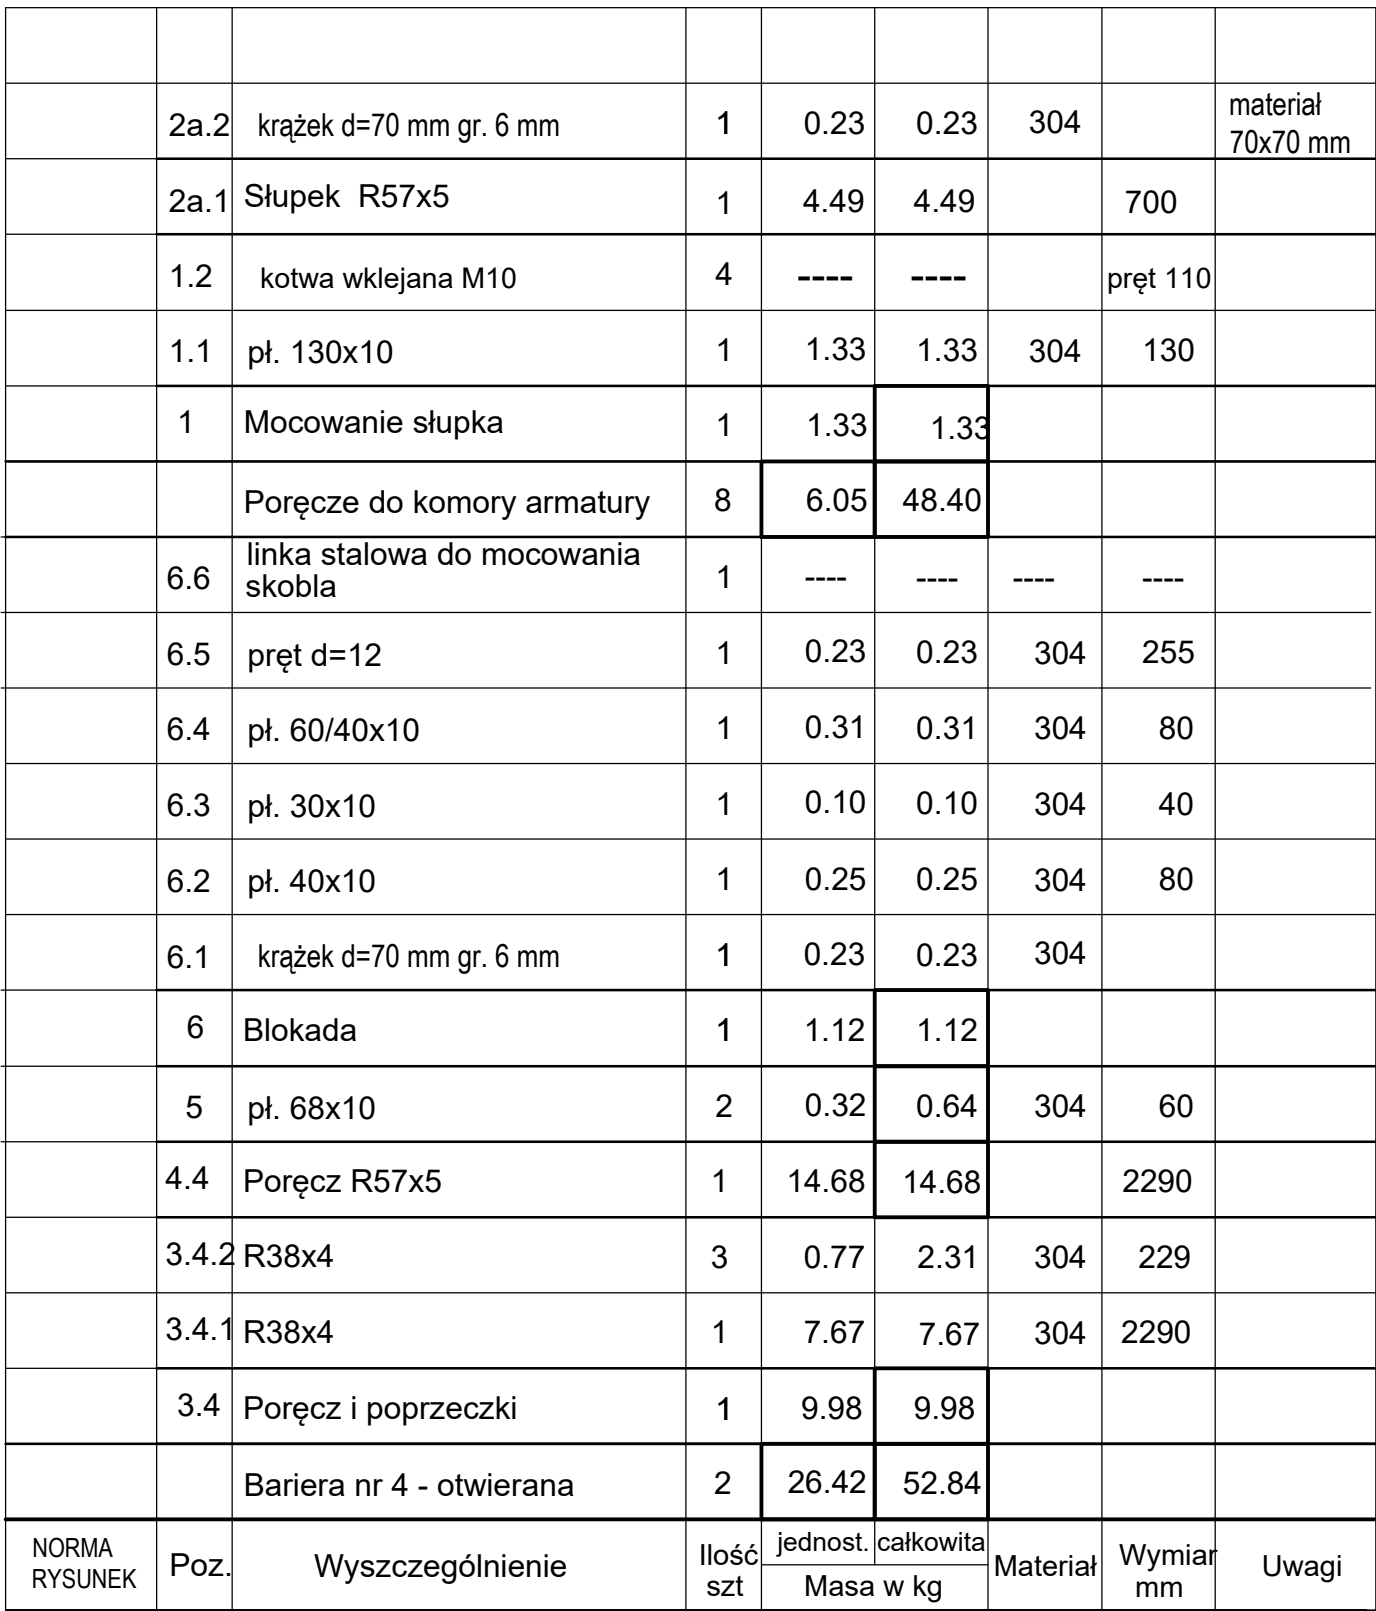 2a.2 krążek d=70 mm gr. 6 mm 1 0.23 0.23 304 materiał
70x70 mm
2a.1 Słupek R57x5 1 4.49 4.49 700
1.2 kotwa wklejana M10 4 ---- ---- pręt 110
1.1 pł. 130x10 1 1.33 1.33 304 130
1 Mocowanie słupka 1 1.33 1.33
Poręcze do komory armatury 8 6.05 48.40
linka stalowa do mocowania
6.6 skobla 1 ---- ---- ---- ----
6.5 pręt d=12 1 0.23 0.23 304 255
6.4 pł. 60/40x10 1 0.31 0.31 304 80
6.3 pł. 30x10 1 0.10 0.10 304 40
6.2 pł. 40x10 1 0.25 0.25 304 80
6.1 krążek d=70 mm gr. 6 mm 1 0.23 0.23 304
6 Blokada 1 1.12 1.12
5 pł. 68x10 2 0.32 0.64 304 60
4.4 Poręcz R57x5 1 14.68 14.68 2290
3.4.2 R38x4 3 0.77 2.31 304 229
3.4.1 R38x4 1 7.67 7.67 304 2290
3.4 Poręcz i poprzeczki 1 9.98 9.98
Bariera nr 4 - otwierana 2 26.42 52.84
NORMA
RYSUNEK
Poz.
Wyszczególnienie
Ilość
szt
jednost. całkowita
Masa w kg
Materiał
Wymiar
mm
Uwagi